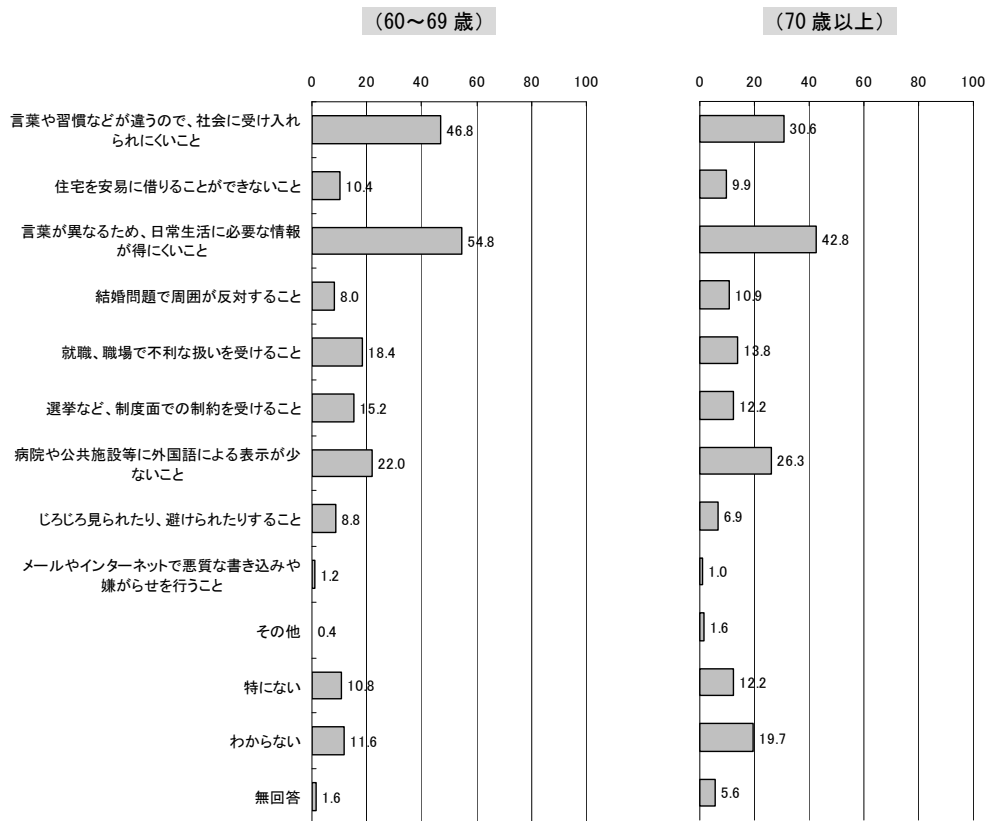 （60～69 歳）
（70 歳以上）
0 20 40 60 80 100
0 20 40 60 80 100
言葉や習慣などが違うので、社会に受け入れ
られにくいこと
46.8
30.6
住宅を安易に借りることができないこと
10.4
9.9
言葉が異なるため、日常生活に必要な情報
が得にくいこと
54.8
42.8
結婚問題で周囲が反対すること
8.0
10.9
就職、職場で不利な扱いを受けること
18.4
13.8
選挙など、制度面での制約を受けること
15.2
12.2
病院や公共施設等に外国語による表示が少
ないこと
22.0
26.3
じろじろ見られたり、避けられたりすること
8.8
6.9
メールやインターネットで悪質な書き込みや
嫌がらせを行うこと
1.2
1.0
その他
0.4
1.6
特にない
10.8
12.2
わからない
11.6
19.7
無回答
1.6
5.6